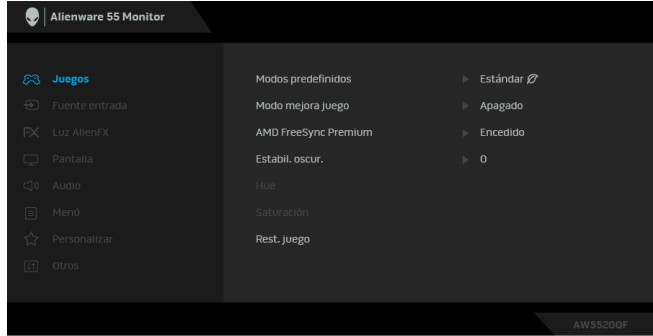 Alienware 55 Monitor
Juegos
Modos predefinidos
Estándar
Fuente entrada
Modo mejora juego
Apagado
FX Luz AlienFX
AMD FreeSync Premium
Encedido
Pantalla
Estabil. oscur.
0
Audio
Hue
Menú
Saturación
Personalizar
Rest. juego
Otros
AW5520QF